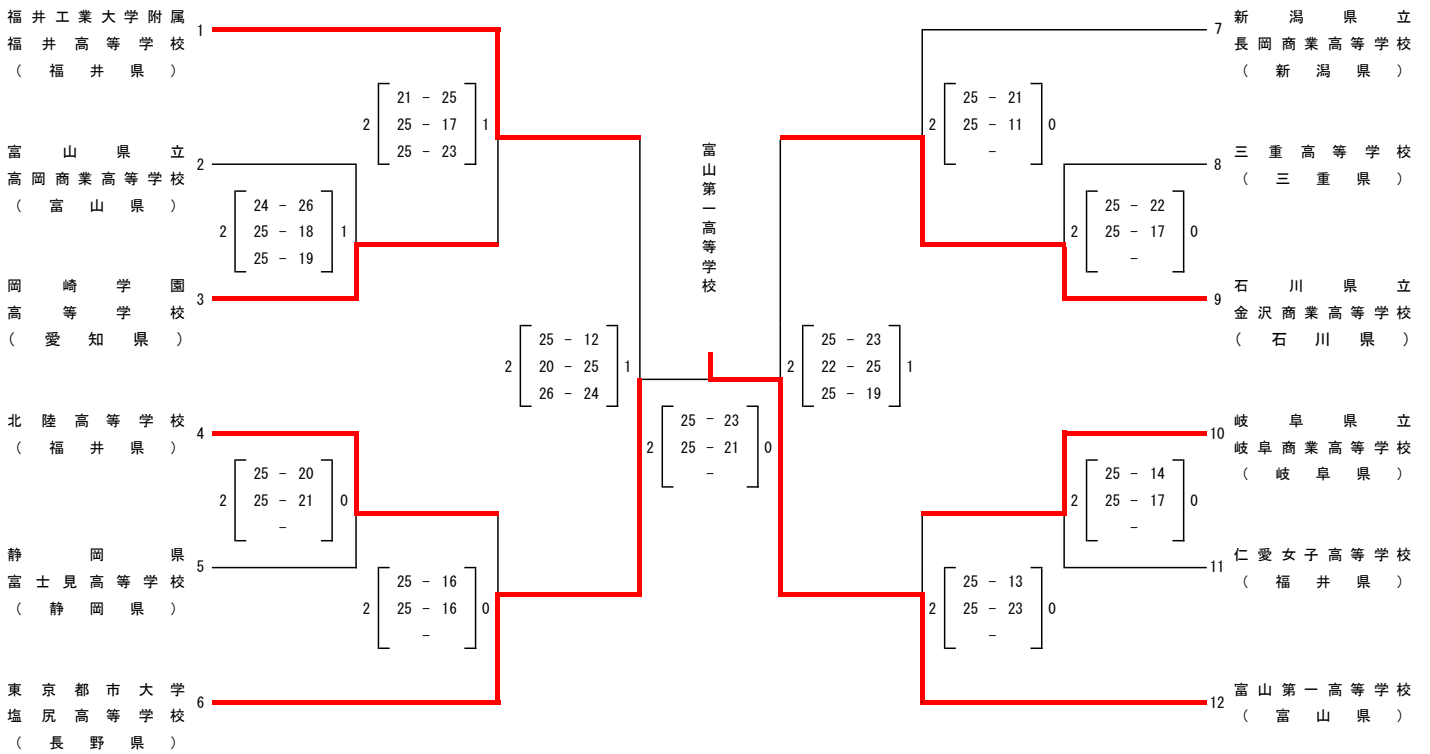 福井工業大学附属
福井高等学校
（福井県）
1
富山県立
高岡商業高等学校
（富山県）
2
岡崎学園
高等学校
（愛知県）
3
北陸高等学校
（福井県）
4
静岡県
富士見高等学校
（静岡県）
5
東京都市大学
塩尻高等学校
（長野県）
6
21 - 25
2 25 - 17 1
25 - 23
24 - 26
2 25 - 18 1
25 - 19
25 - 20
2 25 - 21 0
-
25 - 16
2 25 - 16 0
-
25 - 12
2 20 - 25 1
26 - 24
富山第一高等学校
25 - 23
2 25 - 21 0
-
25 - 23
2 22 - 25 1
25 - 19
25 - 21
2 25 - 11 0
-
25 - 22
2 25 - 17 0
-
25 - 14
2 25 - 17 0
-
25 - 13
2 25 - 23 0
-
7
新潟県立
長岡商業高等学校
（新潟県）
8
三重高等学校
（三重県）
9
石川県立
金沢商業高等学校
（石川県）
10
岐阜県立
岐阜商業高等学校
（岐阜県）
11
仁愛女子高等学校
（福井県）
12
富山第一高等学校
（富山県）